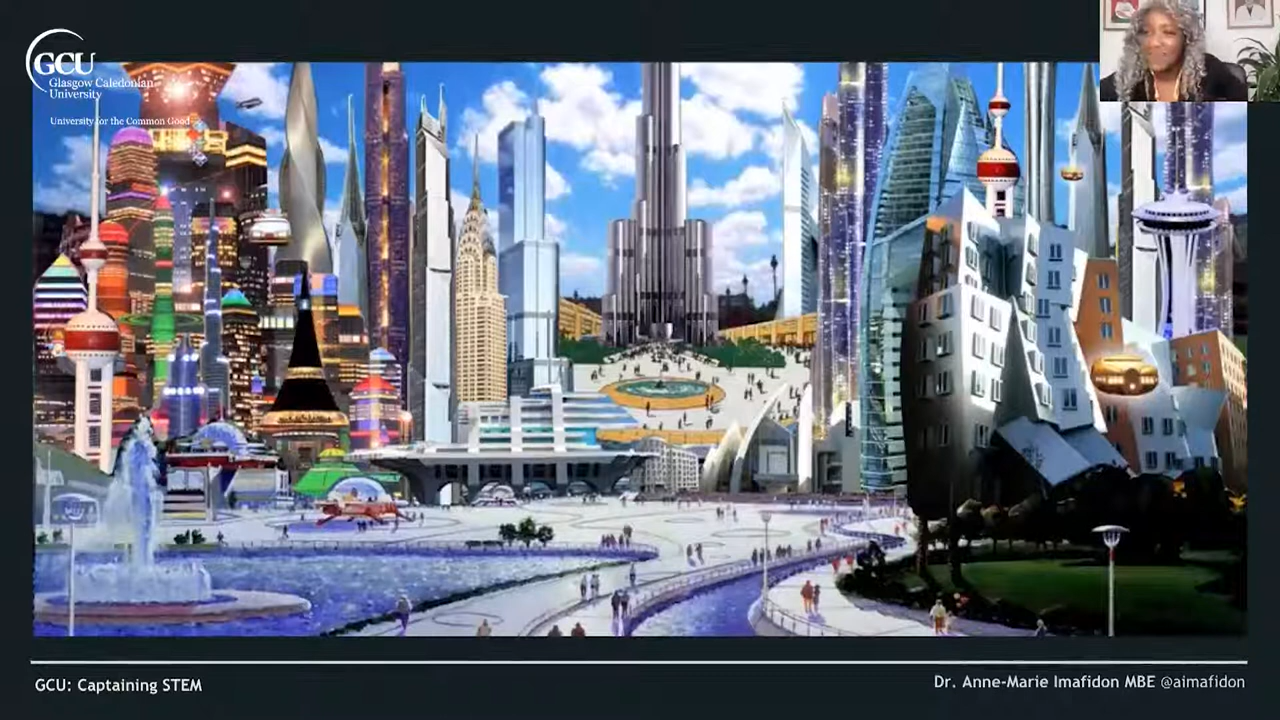 GCU
Glasgow Caledonian
University
University for the Common Good
GCU: Captaining STEM
Dr. Anne-Marie Imafidon MBE @aimafidon